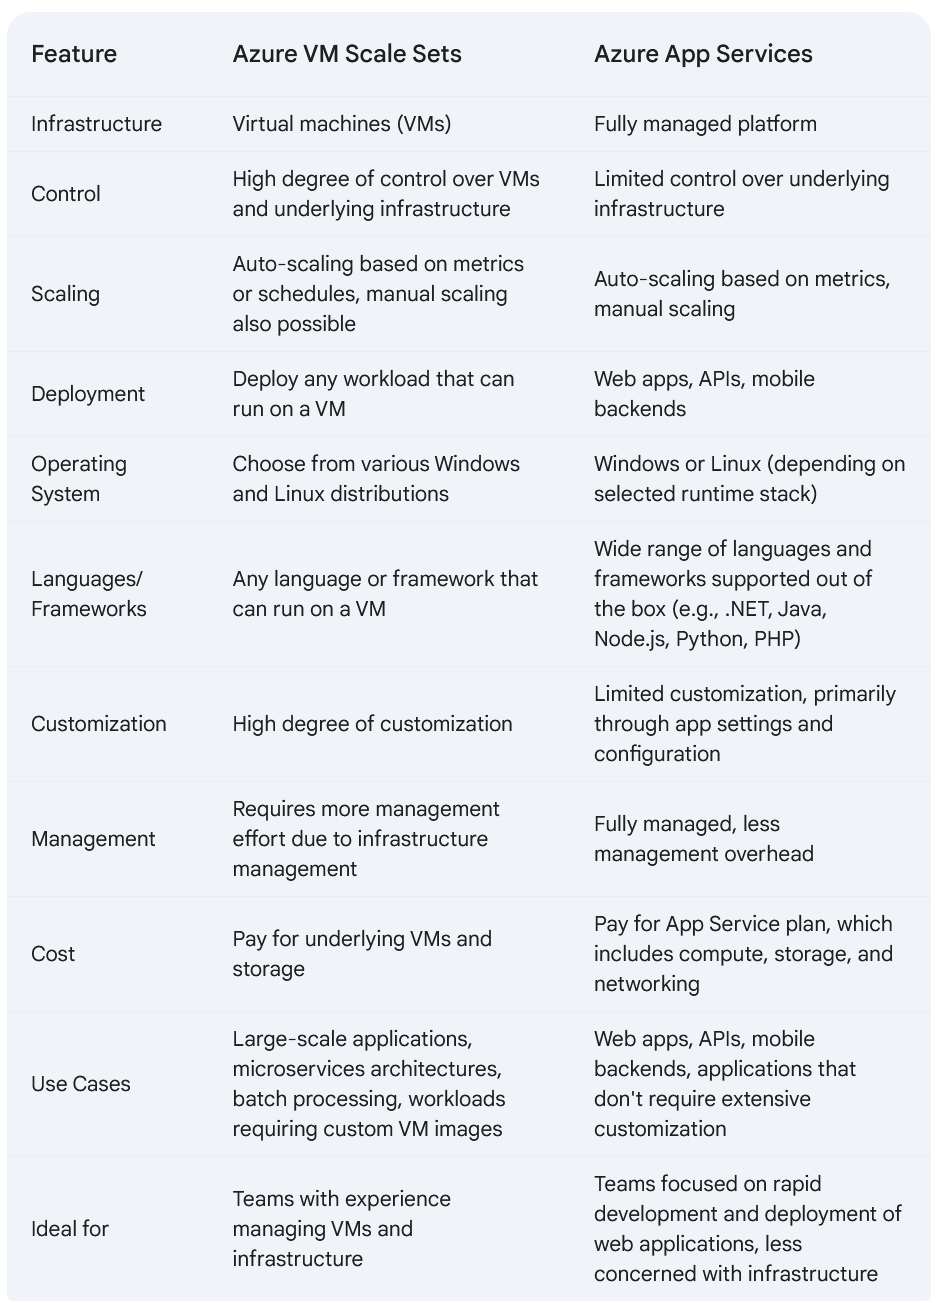 Feature
Azure VM Scale Sets
Azure App Services
Infrastructure
Virtual machines (VMs)
Fully managed platform
Control
High degree of control over VMs
and underlying infrastructure
Limited control over underlying
infrastructure
Scaling
Auto-scaling based on metrics
or schedules, manual scaling
also possible
Auto-scaling based on metrics,
manual scaling
Deployment
Deploy any workload that can
run on a VM
Web apps, APIs, mobile
backends
Operating
System
Choose from various Windows
and Linux distributions
Windows or Linux (depending on
selected runtime stack)
Languages/
Frameworks
Any language or framework that
can run on a VM
Wide range of languages and
frameworks supported out of
the box (e.g., .NET, Java,
Node.js, Python, PHP)
Customization
High degree of customization
Limited customization, primarily
through app settings and
configuration
Management
Requires more management
effort due to infrastructure
management
Fully managed, less
management overhead
Cost
Pay for underlying VMs and
storage
Pay for App Service plan, which
includes compute, storage, and
networking
Use Cases
Large-scale applications,
microservices architectures,
batch processing, workloads
requiring custom VM images
Web apps, APIs, mobile
backends, applications that
don't require extensive
customization
Ideal for
Teams with experience
managing VMs and
infrastructure
Teams focused on rapid
development and deployment of
web applications, less
concerned with infrastructure